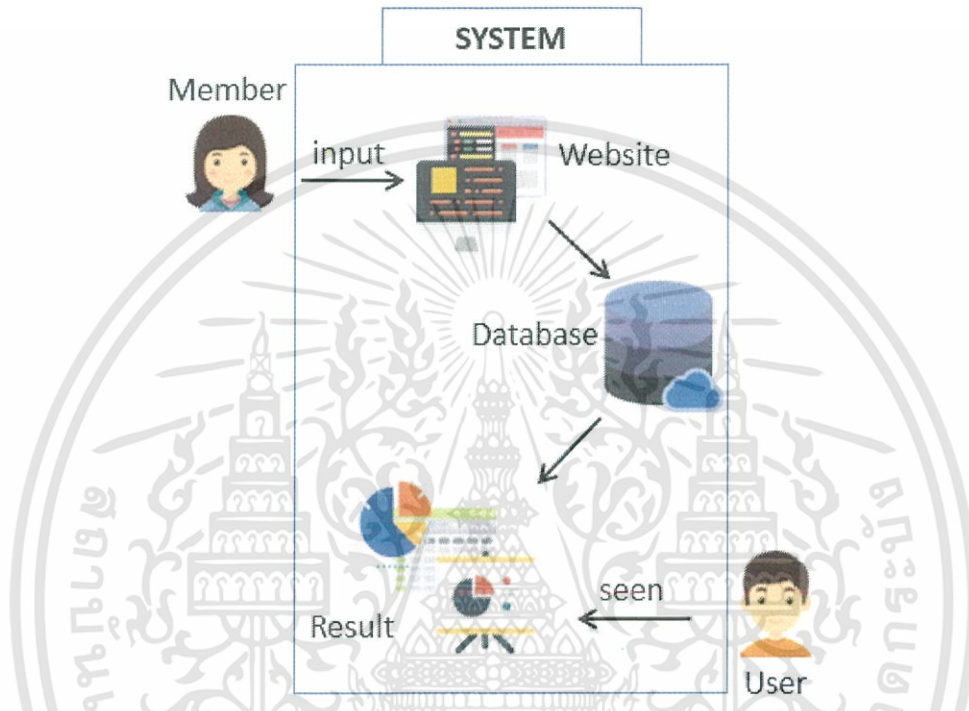 SYSTEM
Member
input
Website
Database
seen
Result
User